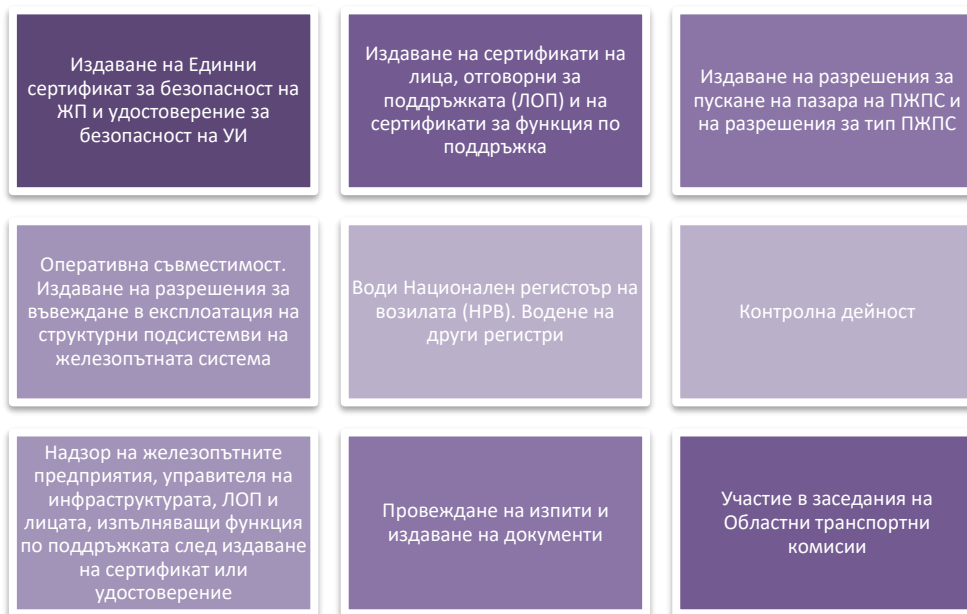 Издаване на Единни
сертификат за безопасност на
ЖП и удостоверение за
безопасност на УИ
Издаване на сертификати на
лица, отговорни за
поддръжката (ЛОП) и на
сертификати за функция по
поддръжка
Издаване на разрешения за
пускане на пазара на ПЖПС и
на разрешения за тип ПЖПС
Оперативна съвместимост.
Издаване на разрешения за
въвеждане в експлоатация на
структурни подсистемви на
железопътната система
Води Национален регистоър на
возилата (НРВ). Водене на
други регистри
Контролна дейност
Надзор на железопътните
предприятия, управителя на
инфраструктурата, ЛОП и
лицата, изпълняващи функция
по поддръжката след издаване
на сертификат или
удостоверение
Провеждане на изпити и
издаване на документи
Участие в заседания на
Областни транспортни
комисии